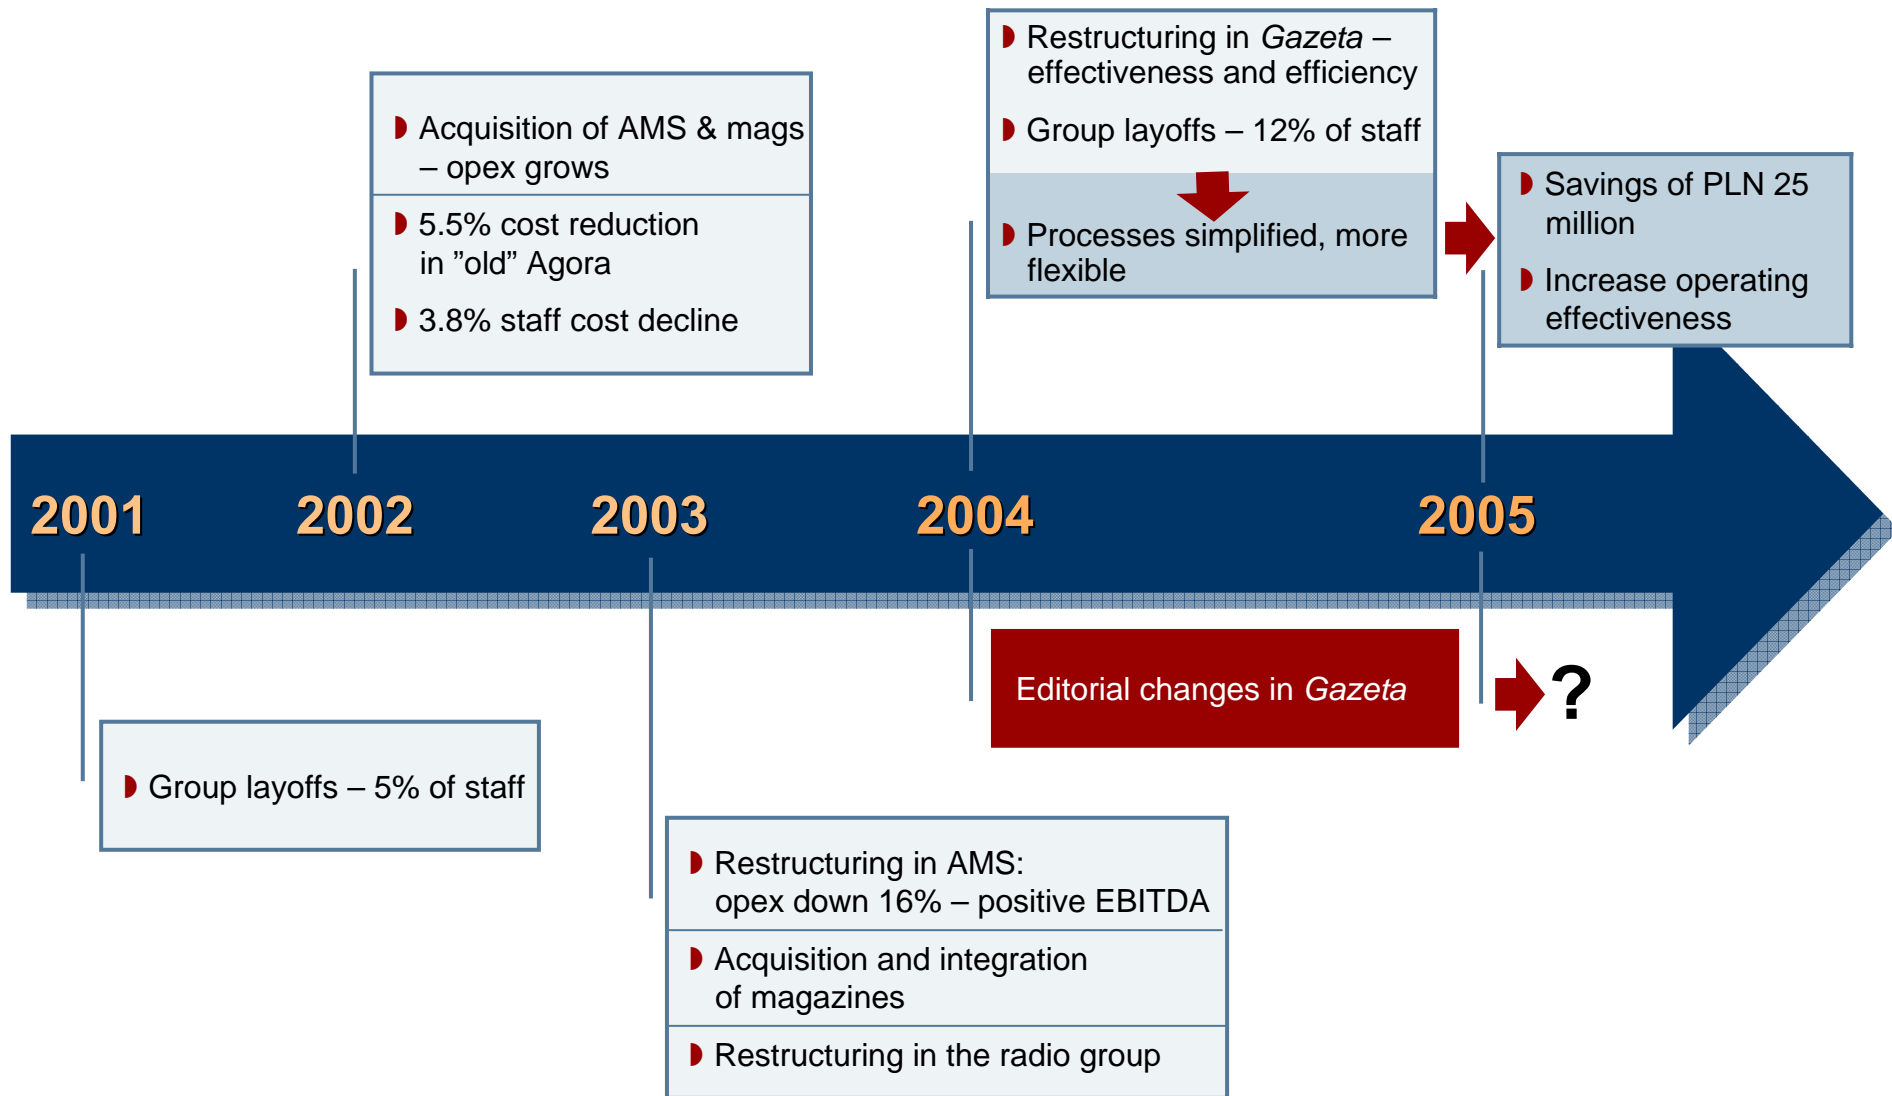 Restructuring in Gazeta –
effectiveness and efficiency
Group layoffs – 12% of staff
Processes simplified, more
flexible
Acquisition of AMS & mags
– opex grows
5.5% cost reduction
in ”old” Agora
3.8% staff cost decline
Savings of PLN 25
million
Increase operating
effectiveness
2001 2002 2003 2004 2005
Editorial changes in Gazeta
?
Group layoffs – 5% of staff
Restructuring in AMS:
opex down 16% – positive EBITDA
Acquisition and integration
of magazines
Restructuring in the radio group